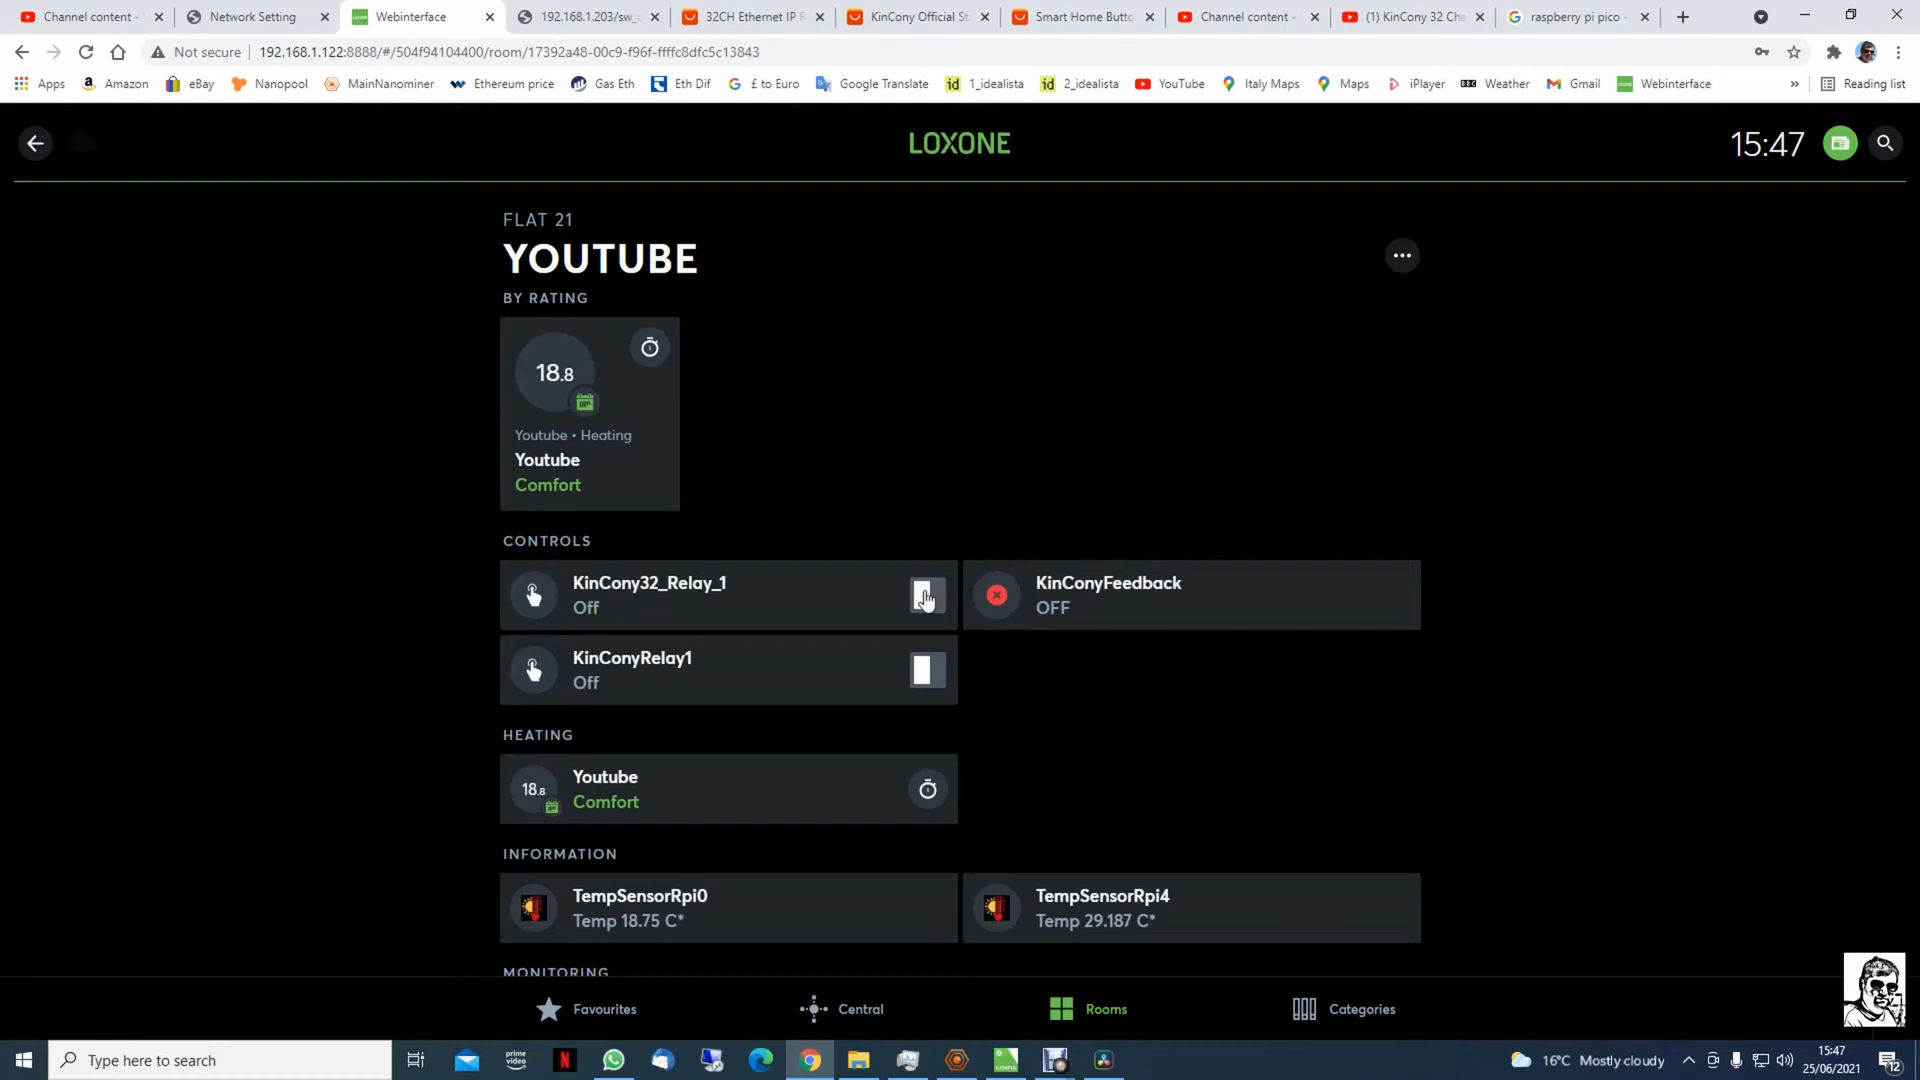 Channel content -
Network Setting
Webinterface
192.168.1.203/sw_c
32CH Ethernet IP R
KinCony Official St
Smart Home Butto
Channel content -
(1) KinCony 32 Cha
raspberry pi pico -
Not secure
192.168.1.122:8888/#/504f94104400/room/17392a48-00c9-f96f-ffffc8dfc5c13843
Apps
Amazon
eBay
Nanopool
MainNanominer
Ethereum price
Gas Eth
Eth Dif
£ to Euro
Google Translate
1_idealista
2_idealista
YouTube
Italy Maps
Maps
iPlayer
Weather
Gmail
Webinterface
Reading list
LOXONE
15:47
FLAT 21
YOUTUBE
BY RATING
18.8
Youtube • Heating
Youtube
Comfort
CONTROLS
KinCony32_Relay_1
Off
KinConyFeedback
OFF
KinConyRelay1
Off
HEATING
18.8
Youtube
Comfort
INFORMATION
TempSensorRpi0
Temp 18.75 C*
TempSensorRpi4
Temp 29.187 C*
MONITORING
Favourites
Central
Rooms
Categories
Type here to search
prime video
16°C Mostly cloudy
15:47
25/06/2021
12